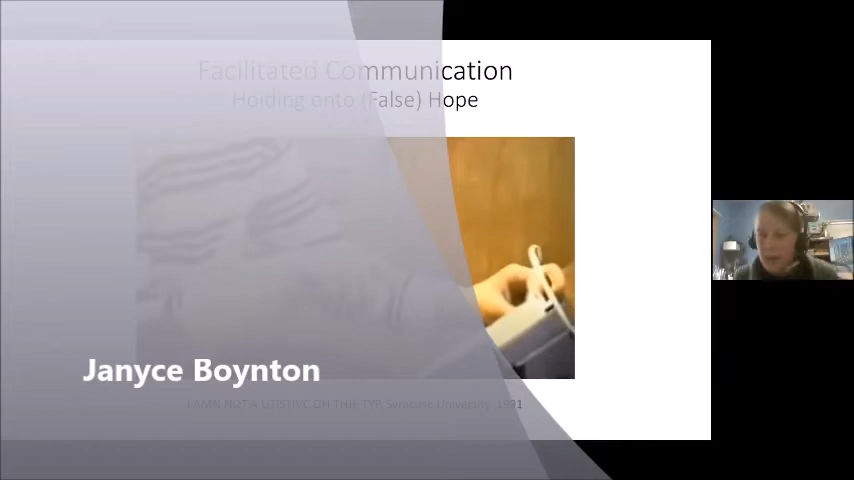 Facilitated Communication
Holding onto (False) Hope
Janyce Boynton
I AMN NOT A UTISTIVC OH THJE TYP, Syracuse University, 1991